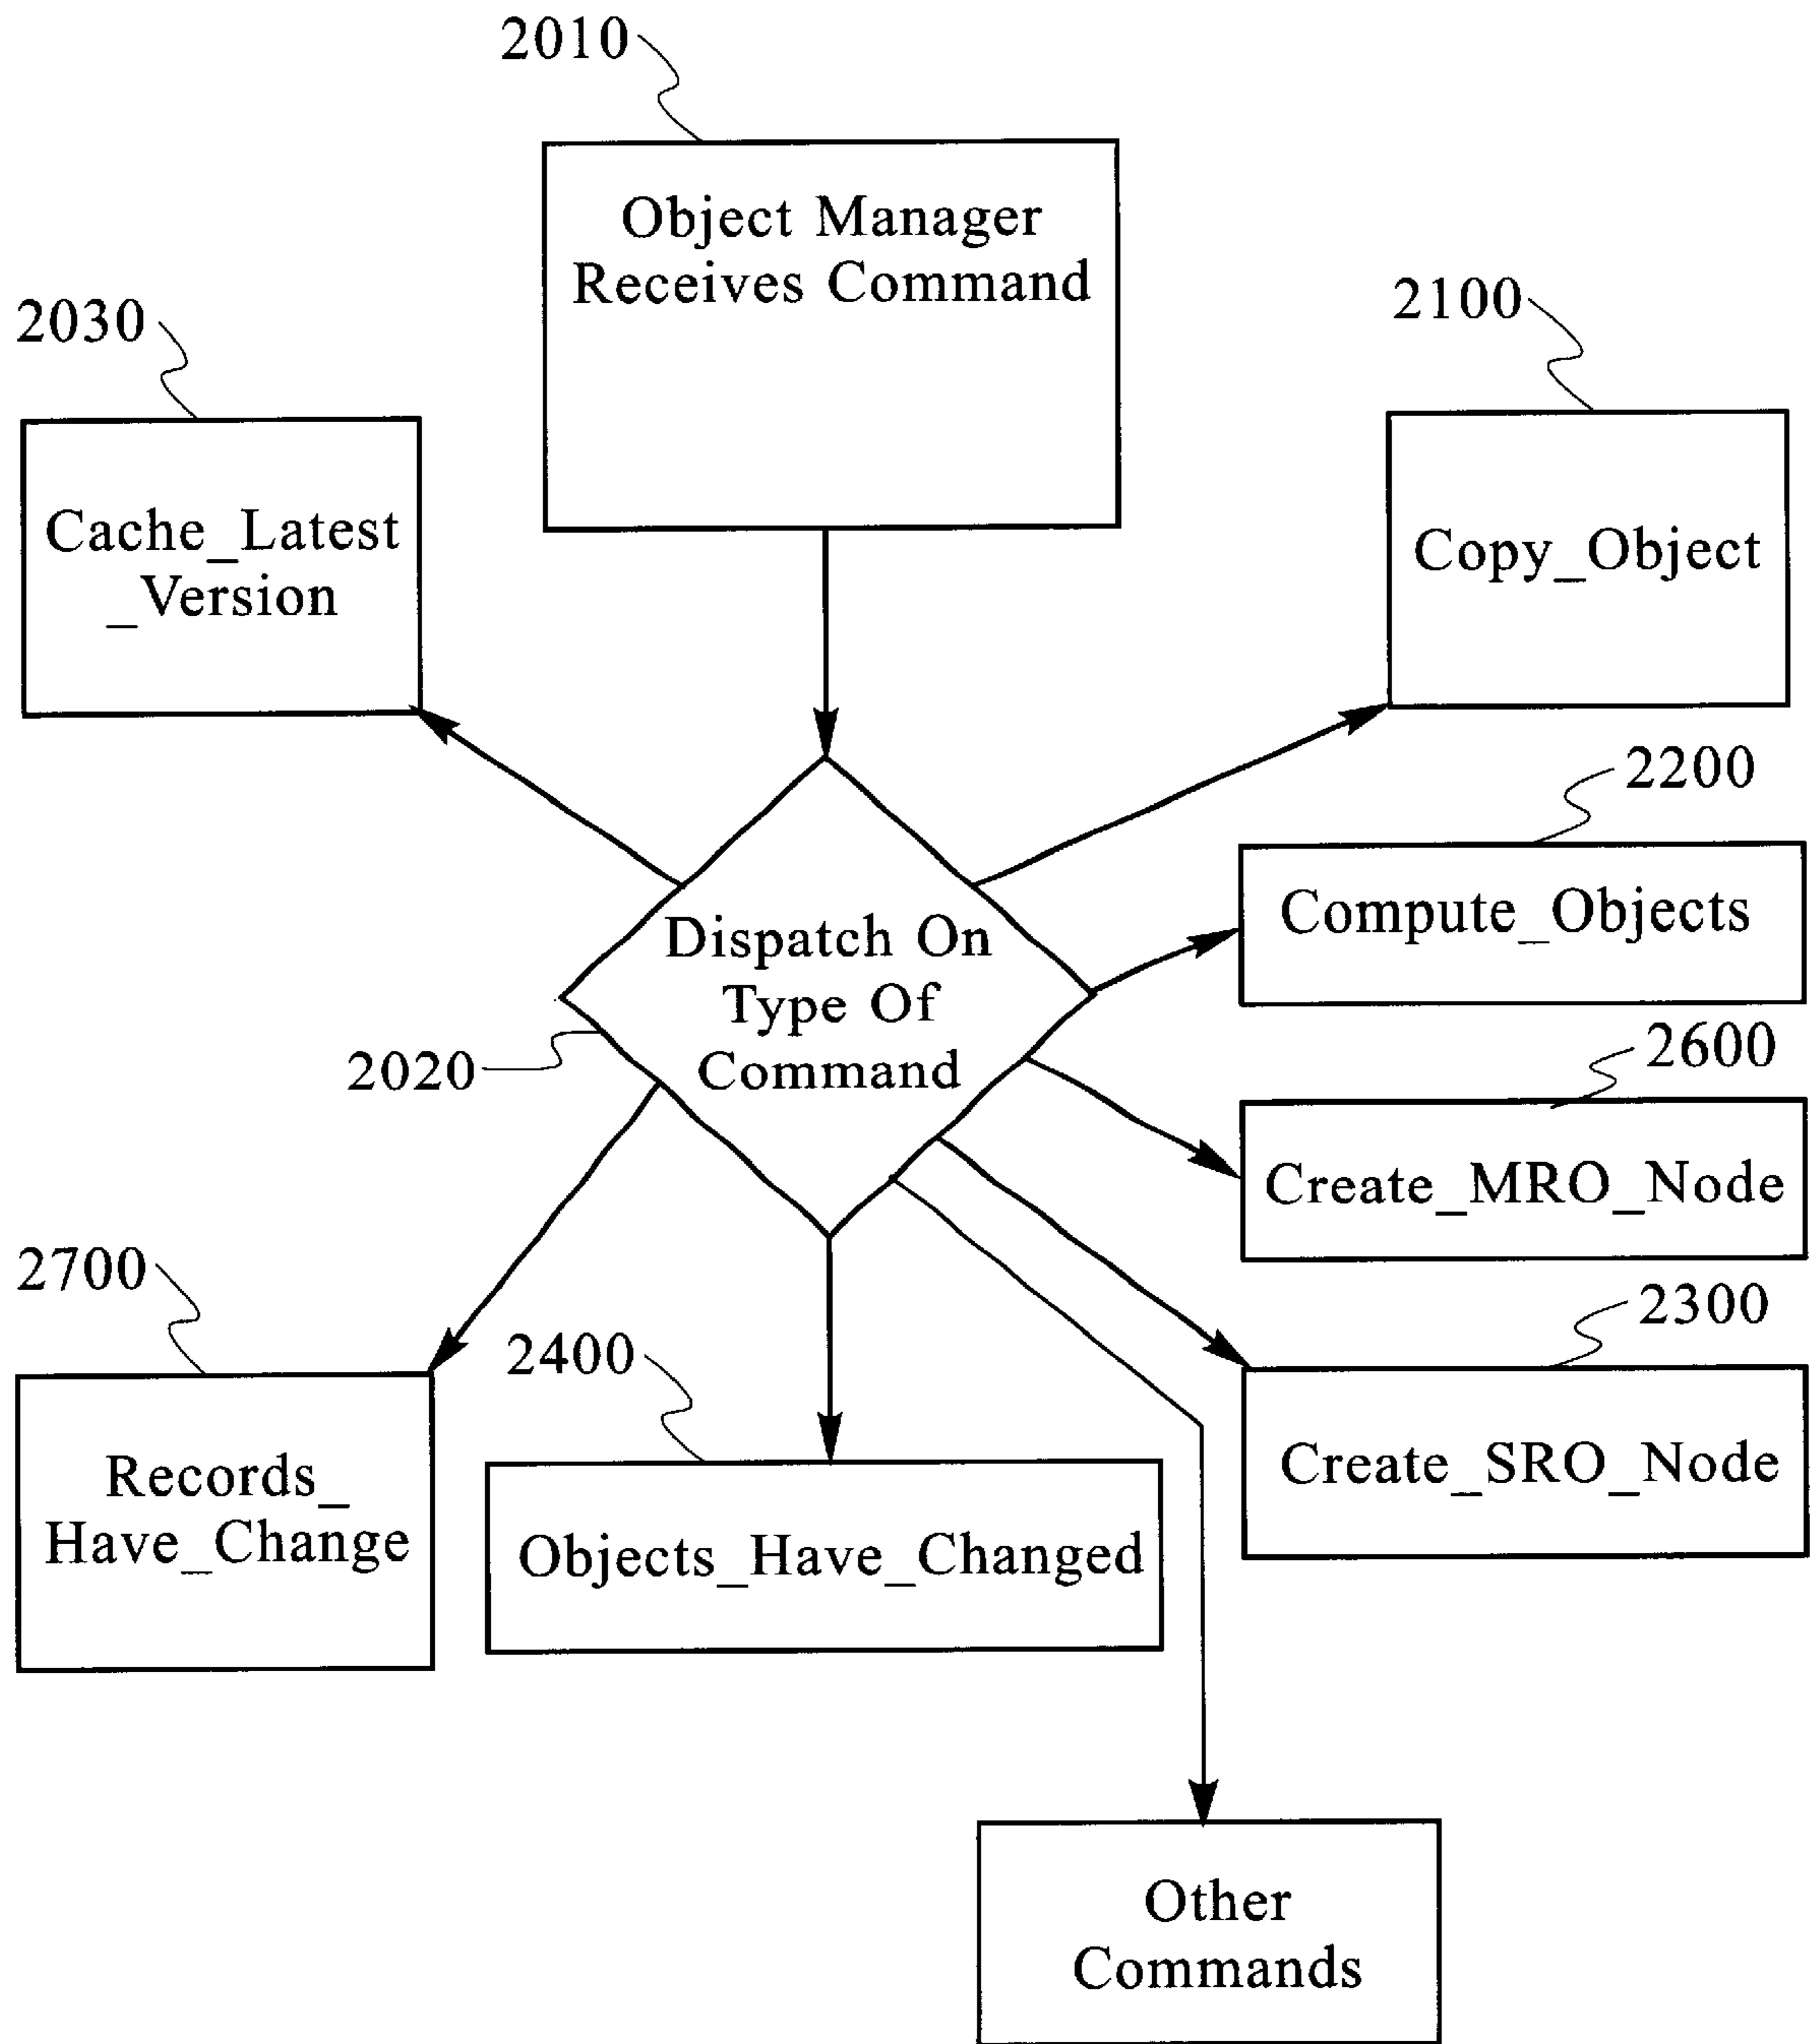 2010
Object Manager
Receives Command
2030
2100
Cache_Latest
_Version
Copy_Object
2200
Compute_Objects
Dispatch On
Type Of
Command
2020
2600
Create_MRO_Node
2700
2300
2400
Create_SRO_Node
Records_
Have_Change
Objects_Have_Changed
Other
Commands